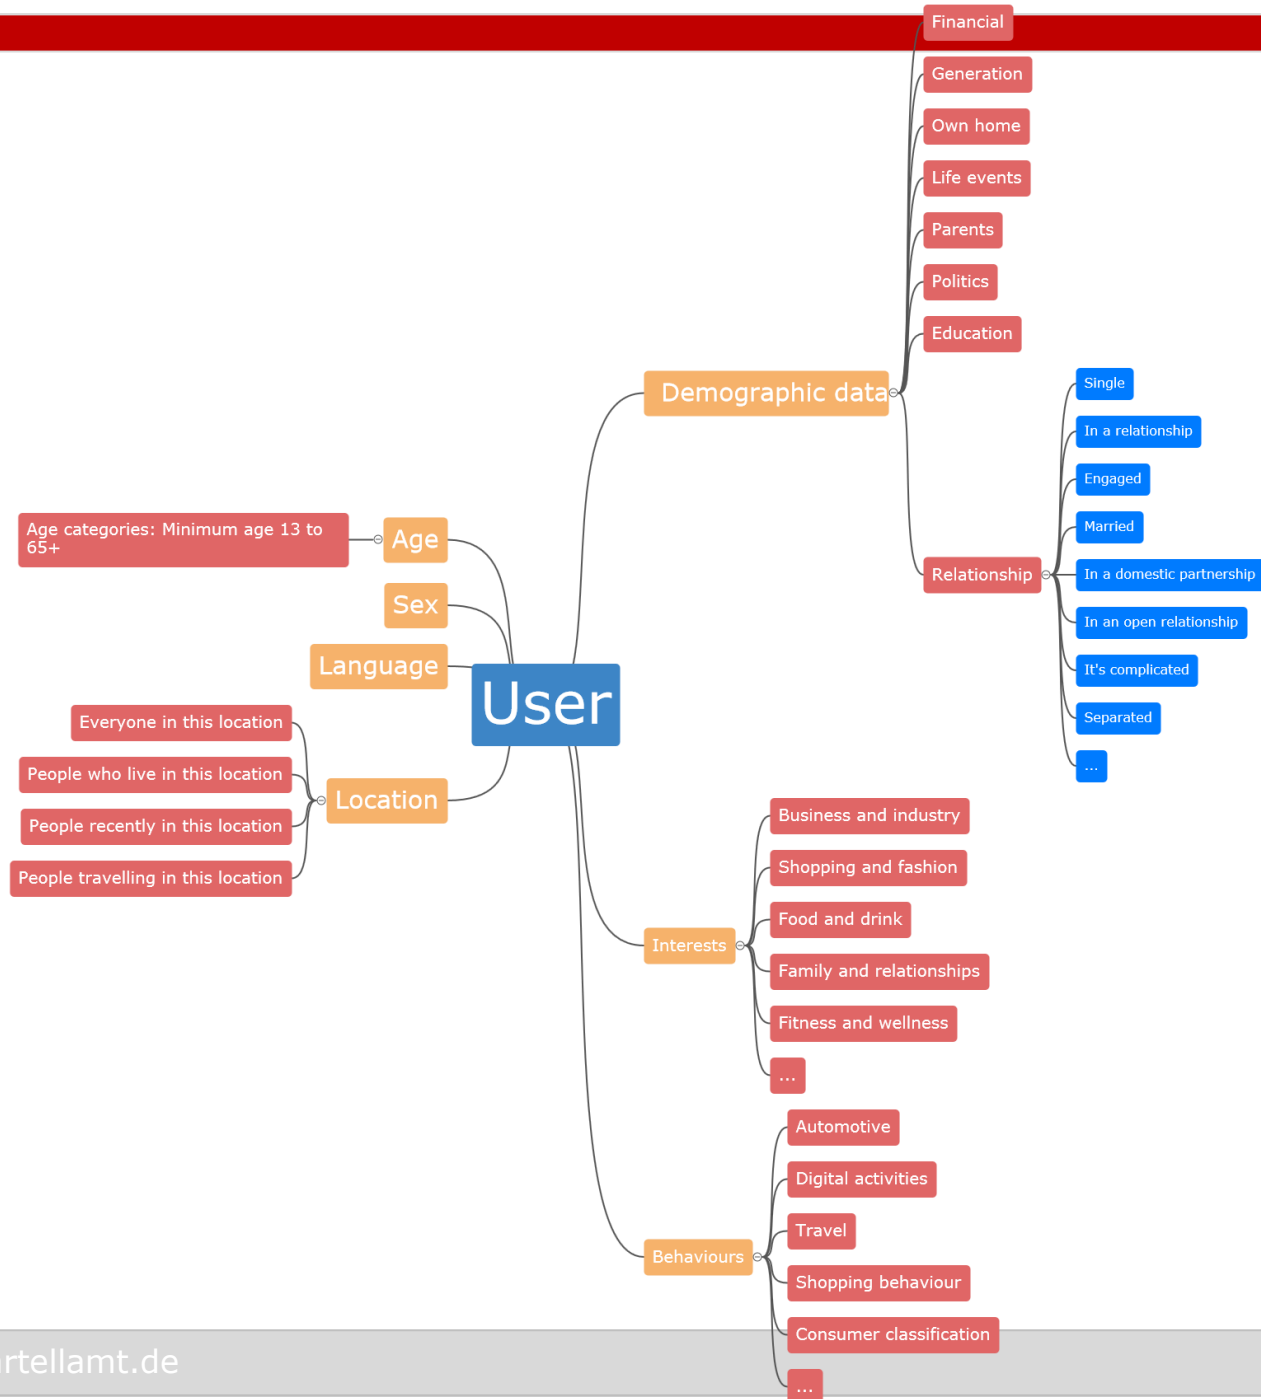 Financial
Generation
Own home
Life events
Parents
Politics
Education
Demographic data
Single
In a relationship
Engaged
Married
Relationship
In a domestic partnership
In an open relationship
It's complicated
Separated
...
Age categories: Minimum age 13 to
65+
Age
Sex
Language
User
Everyone in this location
People who live in this location
People recently in this location
People travelling in this location
Location
Business and industry
Shopping and fashion
Food and drink
Interests
Family and relationships
Fitness and wellness
...
Automotive
Digital activities
Travel
Behaviours
Shopping behaviour
Consumer classification
...
rtellamt.de